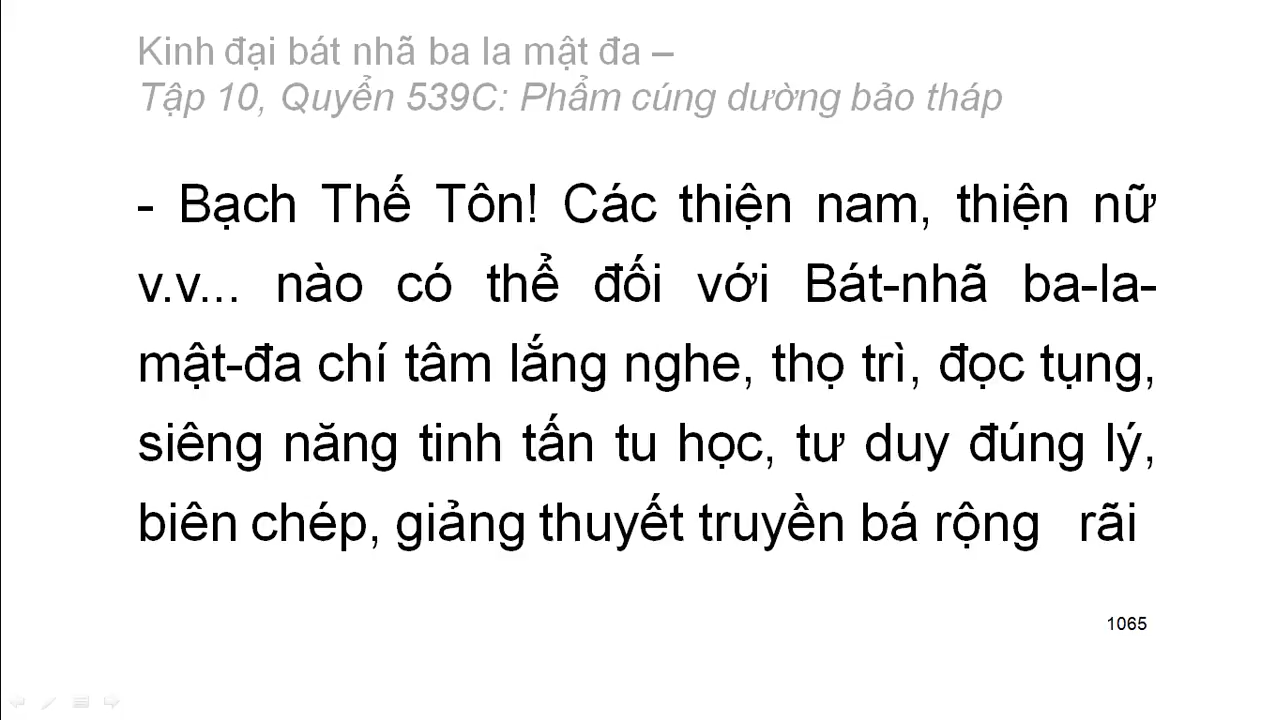 Kinh đại bát nhã ba la mật đa –
Tập 10, Quyển 539C: Phẩm cúng dường bảo tháp
- Bạch Thế Tôn! Các thiện nam, thiện nữ
v.v... nào có thể đối với Bát-nhã ba-la-
mật-đa chí tâm lắng nghe, thọ trì, đọc tụng,
siêng năng tinh tấn tu học, tư duy đúng lý,
biên chép, giảng thuyết truyền bá rộng rãi
1065